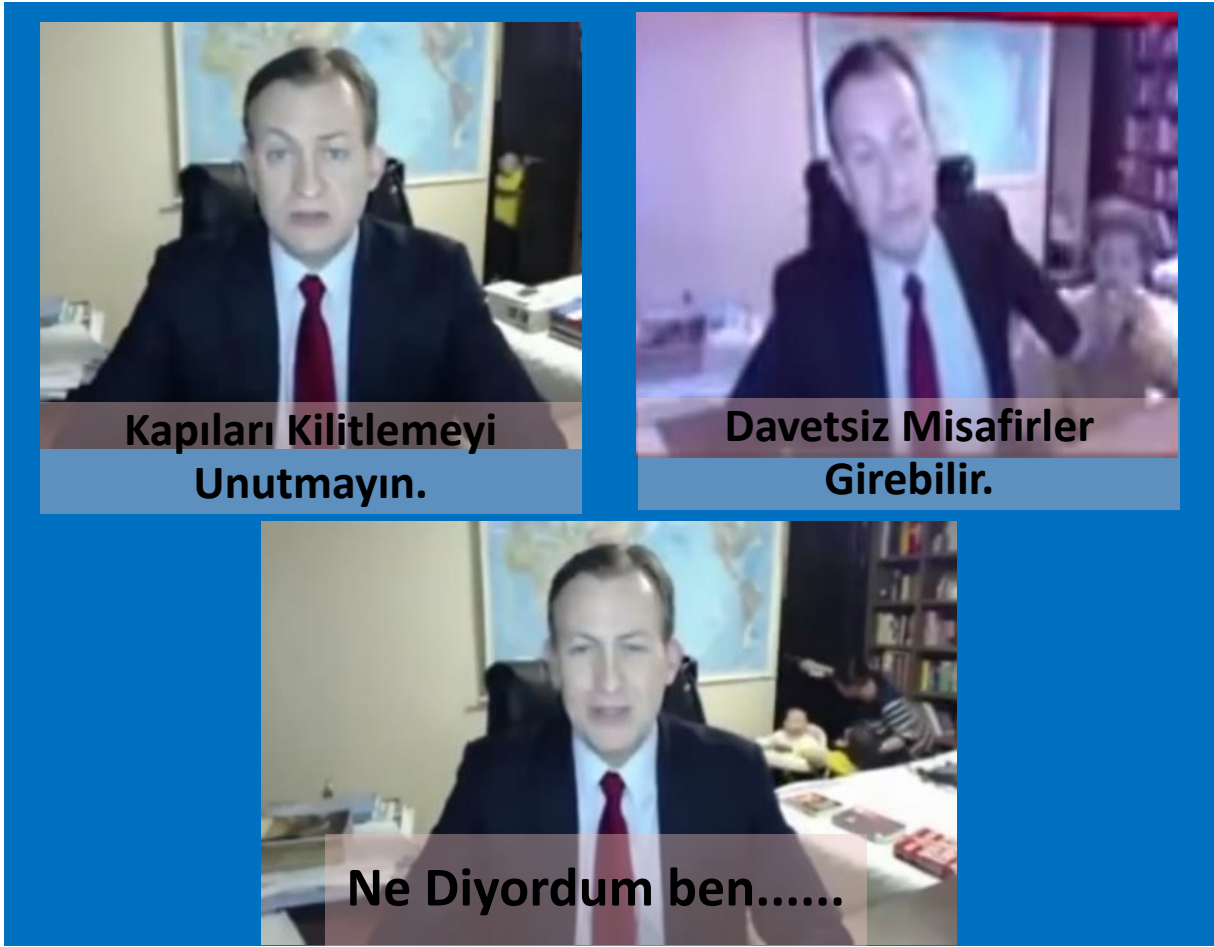 Kapıları Kilitlemeyi
Unutmayın.
Davetsiz Misafirler
Girebilir.
Ne Diyordum ben......